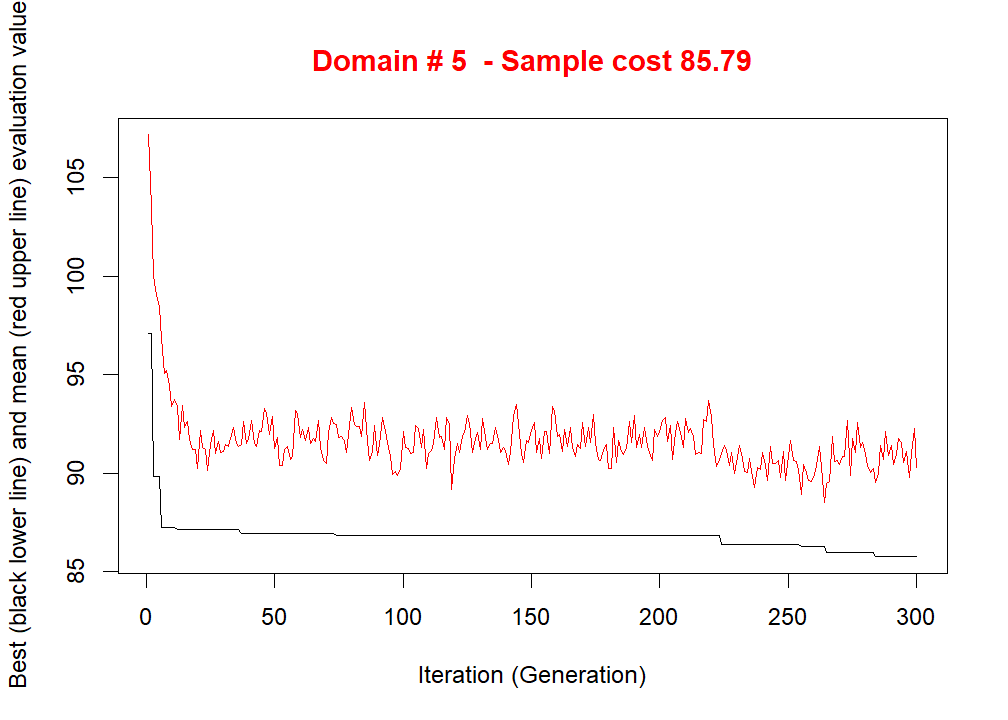 Domain # 5  - Sample cost 85.79
Best (black lower line) and mean (red upper line) evaluation value
105
100
95
90
85
0 50 100 150 200 250 300
Iteration (Generation)